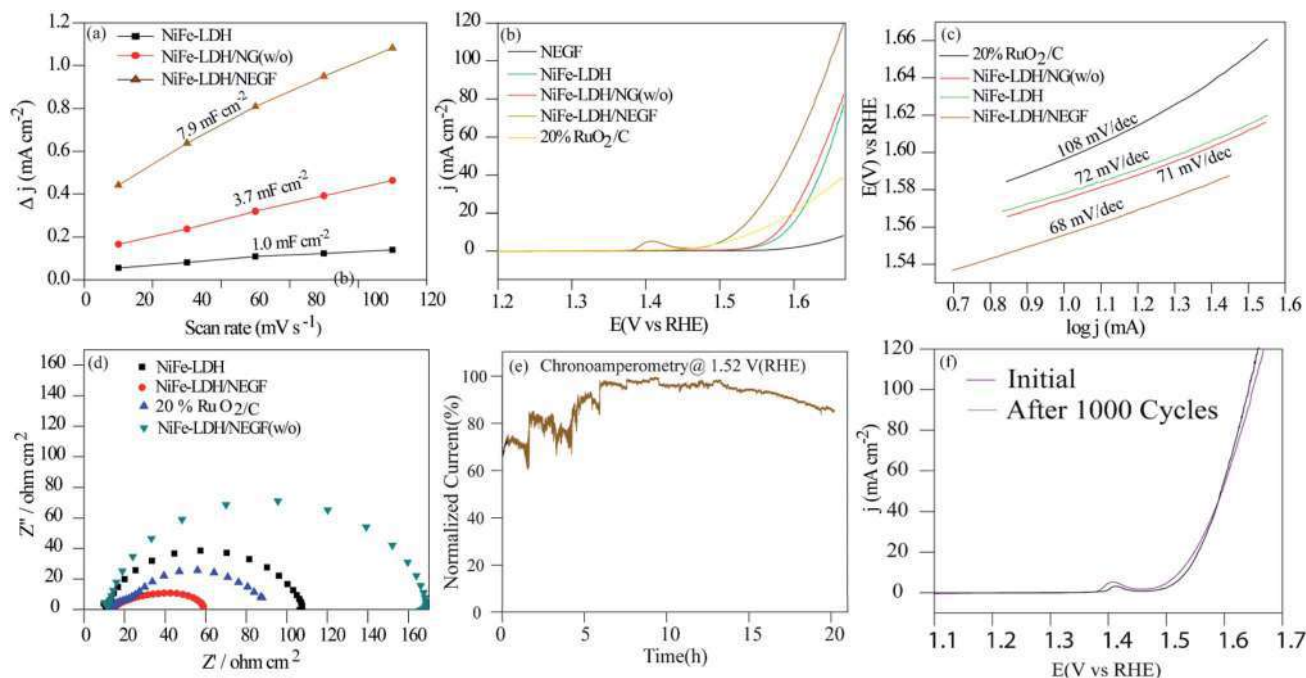 (a)
NiFe-LDH
NiFe-LDH/NG(w/o)
NiFe-LDH/NEGF
7.9 mF cm⁻²
3.7 mF cm⁻²
1.0 mF cm⁻²
1.2
1.0
0.8
0.6
0.4
0.2
0.0
Δ j (mA cm⁻²)
0 20 40 60 80 100 120
(b)
Scan rate (mV s⁻¹)
(b)
NEGF
NiFe-LDH
NiFe-LDH/NG(w/o)
NiFe-LDH/NEGF
20% RuO₂/C
120
100
80
60
40
20
0
j (mA cm⁻²)
1.2 1.3 1.4 1.5 1.6
E(V vs RHE)
(c)
20% RuO₂/C
NiFe-LDH/NG(w/o)
NiFe-LDH
NiFe-LDH/NEGF
108 mV/dec
72 mV/dec
71 mV/dec
68 mV/dec
1.66
1.64
1.62
1.60
1.58
1.56
1.54
E(V) vs RHE
0.7 0.8 0.9 1.0 1.1 1.2 1.3 1.4 1.5 1.6
log j (mA)
(d)
NiFe-LDH
NiFe-LDH/NEGF
20 % Ru O₂/C
NiFe-LDH/NEGF(w/o)
160
140
120
100
80
60
40
20
0
Z'' / ohm cm²
0 20 40 60 80 100 120 140 160
Z' / ohm cm²
(e) Chronoamperometry@ 1.52 V(RHE)
100
80
60
40
20
0
Normalized Current(%)
0 5 10 15 20
Time(h)
(f)
Initial
After 1000 Cycles
120
100
80
60
40
20
0
j (mA cm⁻²)
1.1 1.2 1.3 1.4 1.5 1.6 1.7
E(V vs RHE)